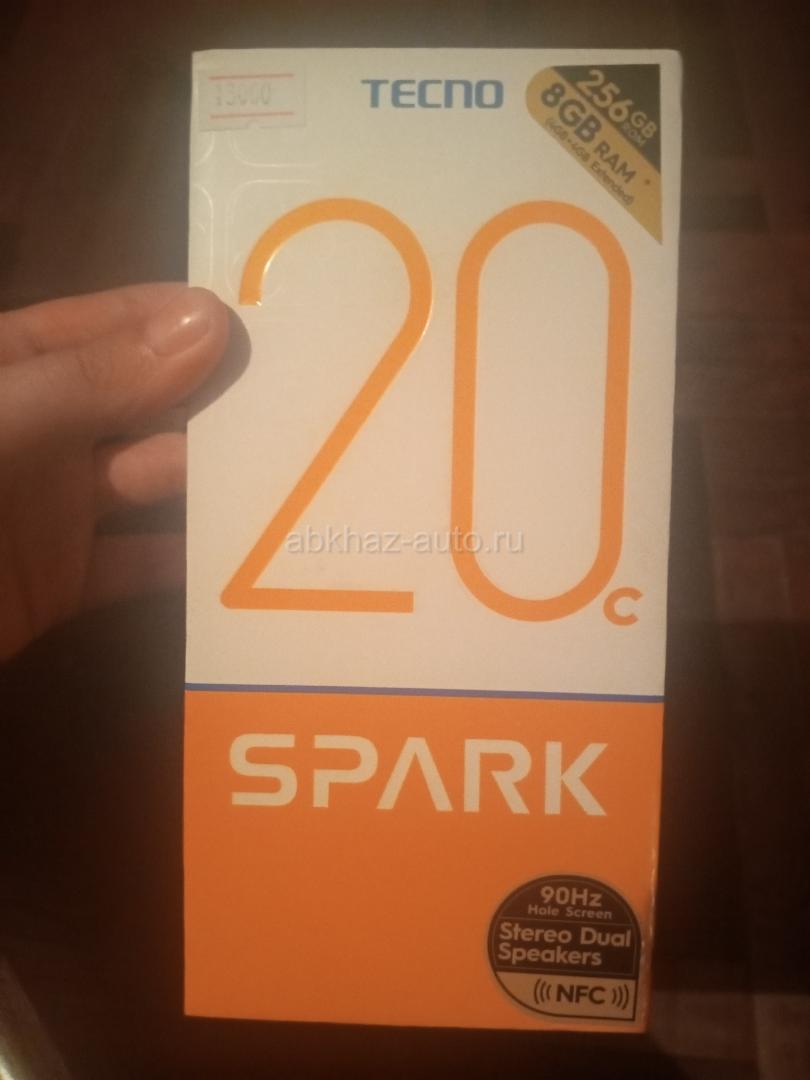 13000
TECNO
256GB
ROM
8GB RAM
(4GB+4GB Extended)
20c
abkhaz-auto.ru
SPARK
90Hz
Hole Screen
Stereo Dual
Speakers
((( NFC )))